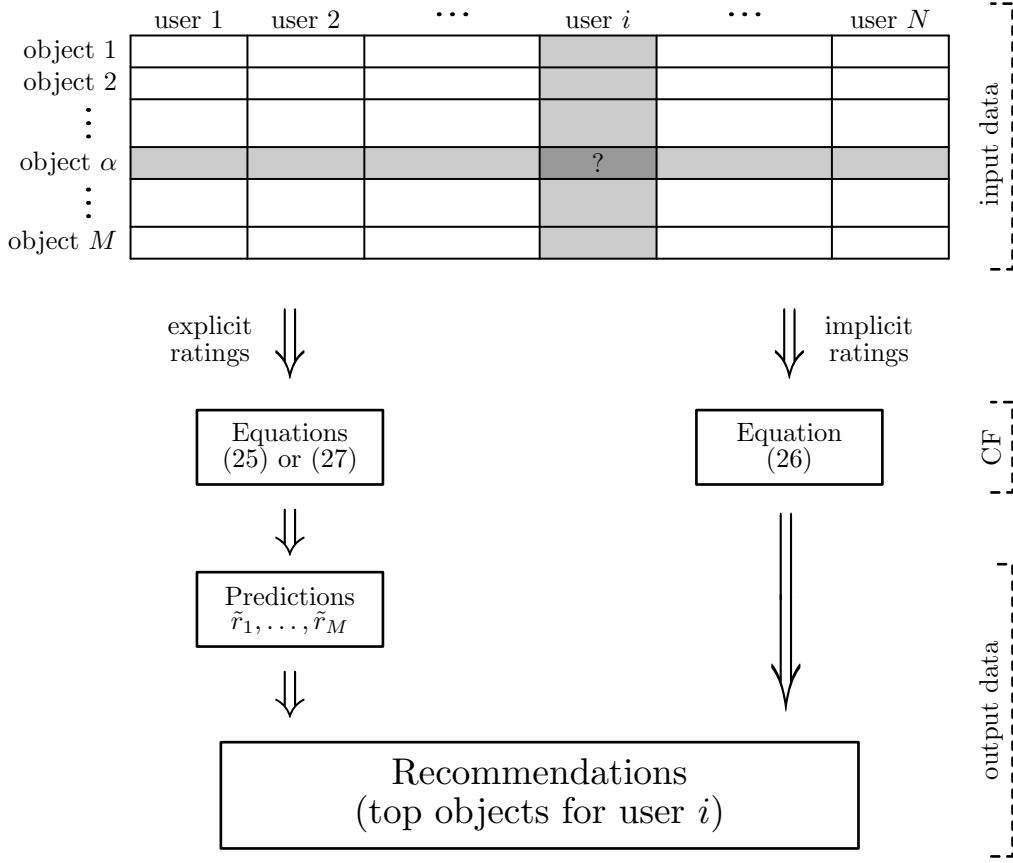 user 1 user 2 ... user i ... user N
object 1
object 2
⋮
object α ?
⋮
object M
input data
explicit
ratings
implicit
ratings
Equations
(25) or (27)
Equation
(26)
CF
Predictions
r̃₁, . . . , r̃_M
output data
Recommendations
(top objects for user i)